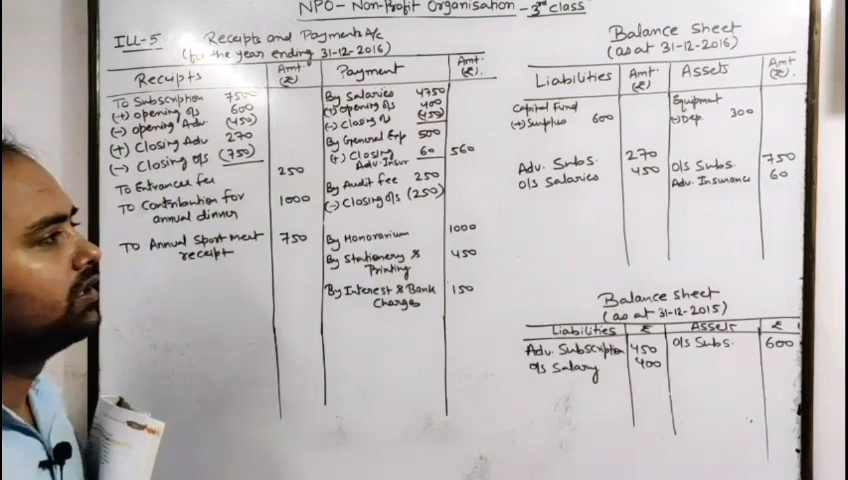 NPO - Non-Profit Organisation - 3rd class
ILL-5 Receipts and Payments A/c
(for the year ending 31-12-2016)
Receipts Amt. (₹)
To Subscription 7500
(+) opening o/s 600
(-) opening Adv (450)
(+) Closing Adv 270
(-) Closing o/s (750)
To Entrance fee 250
To Contribution for annual dinner 1000
To Annual Sport meet receipt 750
Payment Amt. (₹).
By Salaries 4750
(+) opening o/s 400
(-) Closing o/s (450)
By General Exp 500
(+) Closing Adv. Insur 60 560
By Audit fee 250
(-) Closing o/s (250)
By Honorarium 1000
By Stationery & Printing 450
By Interest & Bank Charges 150
Balance sheet
(as at 31-12-2016)
Liabilities Amt (₹) Assets Amt (₹).
Capital Fund Equipment
(+) Surplus 600 (-) Dep. 300
Adv. Subs. 270 O/s Subs. 750
O/s Salaries 450 Adv. Insurance 60
Balance sheet
(as at 31-12-2015)
Liabilities ₹ Assets ₹
Adv. Subscription 450 O/s Subs. 600
O/s Salary 400